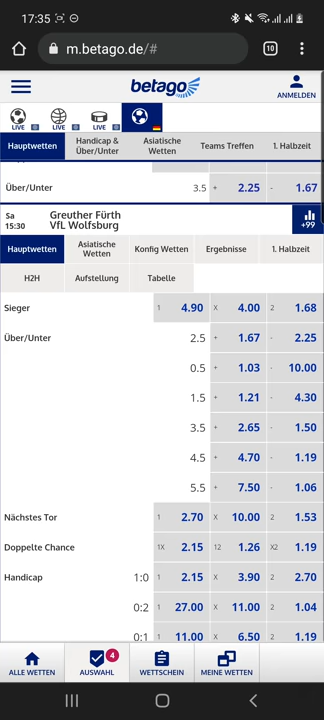 17:35
m.betago.de/#
10
betago
ANMELDEN
LIVE LIVE LIVE
Hauptwetten Handicap & Über/Unter Asiatische Wetten Teams Treffen 1. Halbzeit
Über/Unter 3.5 + 2.25 - 1.67
Sa 15:30 Greuther Fürth
VfL Wolfsburg +99
Hauptwetten Asiatische Wetten Konfig Wetten Ergebnisse 1. Halbzeit
H2H Aufstellung Tabelle
Sieger 1 4.90 X 4.00 2 1.68
Über/Unter 2.5 + 1.67 - 2.25
0.5 + 1.03 - 10.00
1.5 + 1.21 - 4.30
3.5 + 2.65 - 1.50
4.5 + 4.70 - 1.19
5.5 + 7.50 - 1.06
Nächstes Tor 1 2.70 X 10.00 2 1.53
Doppelte Chance 1X 2.15 12 1.26 X2 1.19
Handicap 1:0 1 2.15 X 3.90 2 2.70
0:2 1 27.00 X 11.00 2 1.04
0:1 1 11.00 X 6.50 2 1.19
ALLE WETTEN AUSWAHL 4 WETTSCHEIN MEINE WETTEN